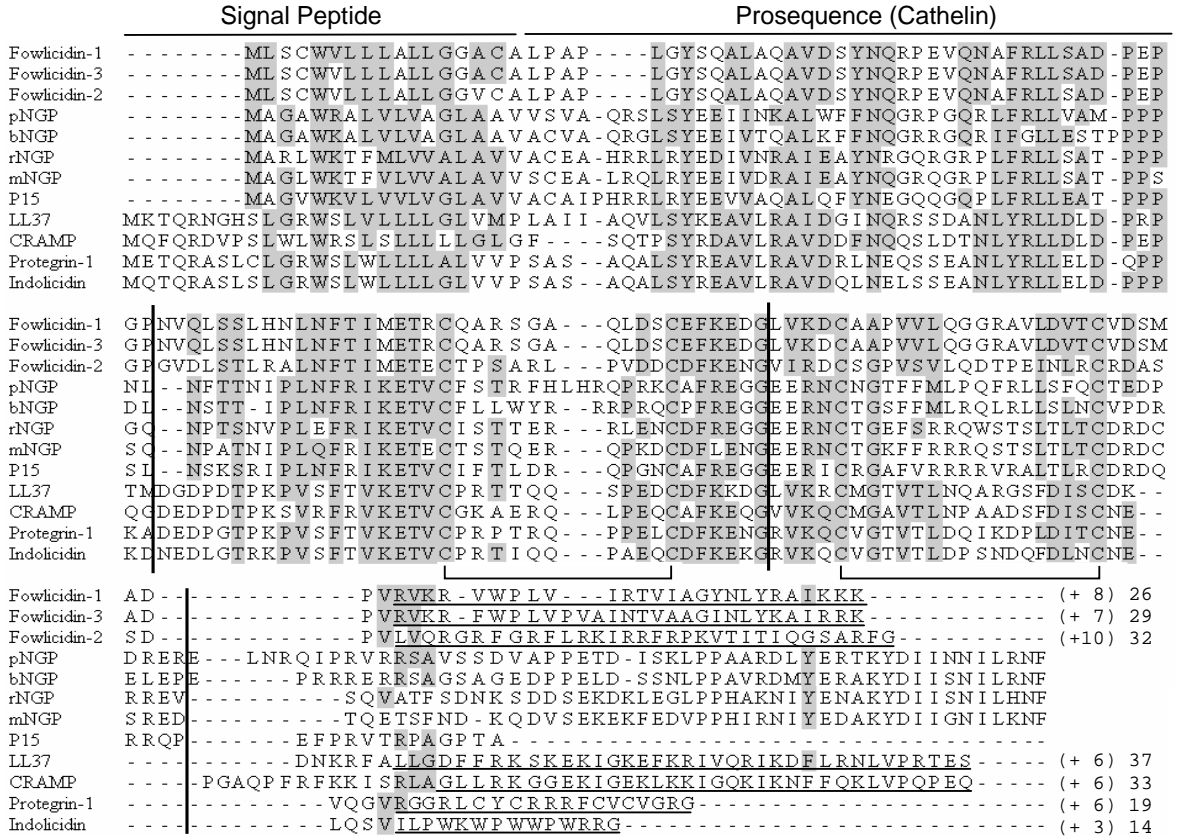 Signal Peptide Prosequence (Cathelin)
Fowlicidin-1 --------MLSCWVLLLLALLGGACALPAP----LGYSQALAQAVDSYNQRPEVQNAFRLLSAD-PEP
Fowlicidin-3 --------MLSCWVLLLLALLGGACALPAP----LGYSQALAQAVDSYNQRPEVQNAFRLLSAD-PEP
Fowlicidin-2 --------MLSCWVLLLLALLGGVCALPAP----LGYSQALAQAVDSYNQRPEVQNAFRLLSAD-PEP
pNGP --------MAGAWRALVLVAGLAAVVSVA-QRSLSYEEIINKALWFFNQGRPGQRLFRLLVAM-PPP
bNGP --------MAGAWRALVLVAGLAAVACVA-QRGLSYEEIVTQALKFFNQGRRGQRIFGLLESTPPPP
rNGP --------MARLWKTFMLVVALAVVACEA-HRRLRYEDIVNRAIEAYNRGQRGRPLFRLLSAT-PPP
mNGP --------MAGLWKTFVLVVALAVVSCEA-LRQLRYEEIVDRAIEAYNQGRQGRPLFRLLSAT-PPS
P15 --------MAGVWKVLVVLVGLAVVACAIPHRRLRYEEVVAQALQFYNEGQQGQPLFRLLEAT-PPP
LL37 MKTQRNGHSLGRWSLVLLLLGLVMPLAII-AQVLSYKEAVLRAIDGINQRSSDANLYRLLDLD-PRP
CRAMP MQFQRDVPSLWLWRSLSLLLLLGLGF----SQTPSYRDAVLRAVDDFNQQSLDTNLYRLLDLD-PEP
Protegrin-1 METQRASLCLGRWSLWLLLLALVVPSAS--AQALSYREAVLRAVDRLNEQSSEANLYRLLELD-QPP
Indolicidin MQTQRASLSLGRWSLWLLLLGLVVPSAS--AQALSYREAVLRAVDQLNELSSEANLYRLLELD-PPP
Fowlicidin-1 GPNVQLSSLHNLNFTIMETRCQARSGA---QLDSCEFKEDGLVKDCAAPVVLQGGRAVLDVTCVDSM
Fowlicidin-3 GPNVQLSSLHNLNFTIMETRCQARSGA---QLDSCEFKEDGLVKDCAAPVVLQGGRAVLDVTCVDSM
Fowlicidin-2 GPGVDLSTLRALNFTIMETECTPSARL---PVDDCDFKENGVIRDCSGPVSVLQDTPEINLRCRDAS
pNGP NL--NFTTNIPLNFRIKETVCFSTRFHLHRQPRKCAFREGGEERNCNGTFFMLPQFRLLSFQCTEDP
bNGP DL--NSTT-IPLNFRIKETVCFLLWYR--RRPRQCPFREGGEERNCTGSFFMLRQLRLLSLNCVPDR
rNGP GQ--NPTSNVPLEFRIKETVCISTTER---RLENCDFREGGEERNCTGEFSRRQWSTSLTLTCDRDC
mNGP SQ--NPATNIPLQFRIKETECTSTQER---QPKDCDFLENGEERNCTGKFFRRRQSTSLTLTCDRDC
P15 SL--NSKSRIPLNFRIKETVCIFTLDR---QPGNCAFREGGEERICRGAFVRRRRVRALTLRCDRDQ
LL37 TMDGDPDTPKPVSFTVKETVCPRTTQQ---SPEDCDFKKDGLVKRCMGTVTLNQARGSFDISCDK--
CRAMP QGDEDPDTPKSVRFRVKETVCGKAERQ---LPEQCAFKEQGVVKQCMGAVTLNPAADSFDISCNE--
Protegrin-1 KADEDPGTPKPVSFTVKETVCPRPTRQ---PPELCDFKENGRVKQCVGTVTLDQIKDPLDITCNE--
Indolicidin KDNEDLGTRKPVSFTVKETVCPRTIQQ---PAEQCDFKEKGRVKQCVGTVTLDPSNDQFDLNCNE--
Fowlicidin-1 AD------------PVRVKR-VWPLV---IRTVIAGYNLYRAIKKK------------(+ 8) 26
Fowlicidin-3 AD------------PVRVKR-FWPLVPVAINTVAAGINLYKAIRRK------------(+ 7) 29
Fowlicidin-2 SD------------PVLVQRGRFGRFLRKIRRFRPKVTITIQGSARFG----------(+10) 32
pNGP DRERE---LNRQIPRVRRSAVSSDVAPPETD-ISKLPPAARDLYERTKYDIINNILRNF
bNGP ELEPE------PRRRERRSAGSAGEDPPELD-SSNLPPAVRDMYERAKYDIISNILRNF
rNGP RREV---------SQVATFSDNKSDDSEKDKLEGLPPHAKNIYENAKYDIISNILHNF
mNGP SRED---------TQETSFND-KQDVSEKEKFEDVPPHIRNIYEDAKYDIIGNILKNF
P15 RRQP------EFPRVTRPAGPTA-----------------
LL37 ----------DNKRFALLGDFFRKSKEKIGKEFKRIVQRIKDFLRNLVPRTES-----(+ 6) 37
CRAMP ----PGAQPFRFKKISRLAGLLRKGGEKIGEKLKKIGQKIKNFFQKLVPQPEQ-----(+ 6) 33
Protegrin-1 ------------VQGVRGGRLCYCRRRFCVCVGRG---------------------(+ 6) 19
Indolicidin ------------LQSVILPWKWPWWPWRRG-------------------------(+ 3) 14